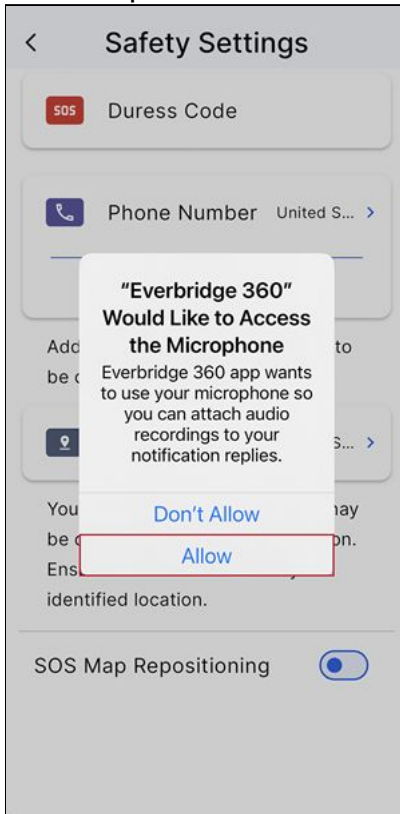 Safety Settings
SOS Duress Code
Phone Number United S... >
"Everbridge 360"
Would Like to Access
the Microphone
Add to
be
Everbridge 360 app wants
to use your microphone so
you can attach audio
recordings to your
notification replies.
S... >
You
Don't Allow
be
Allow
on.
Ens
identified location.
SOS Map Repositioning